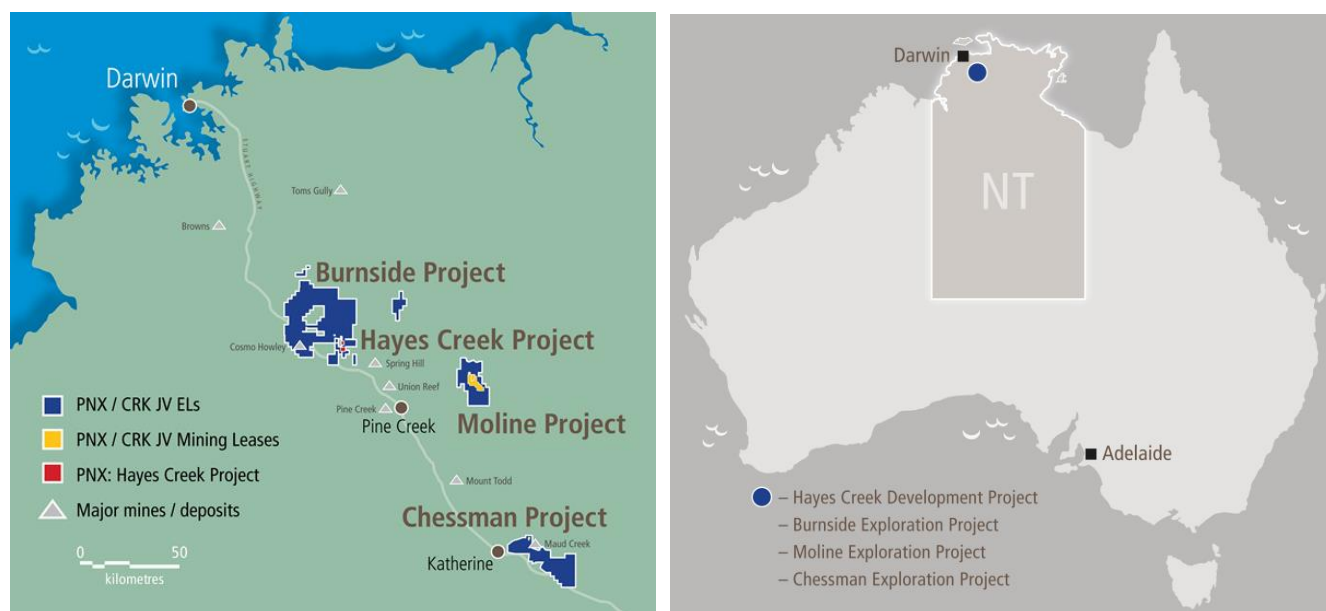 Darwin
STUART HIGHWAY
Toms Gully
Browns
Burnside Project
Hayes Creek Project
Cosmo Howley
Spring Hill
Union Reef
Pine Creek
Pine Creek
Moline Project
Mount Todd
Chessman Project
Maud Creek
Katherine
PNX / CRK JV ELs
PNX / CRK JV Mining Leases
PNX: Hayes Creek Project
Major mines / deposits
0 50
kilometres
Darwin
NT
Adelaide
– Hayes Creek Development Project
– Burnside Exploration Project
– Moline Exploration Project
– Chessman Exploration Project